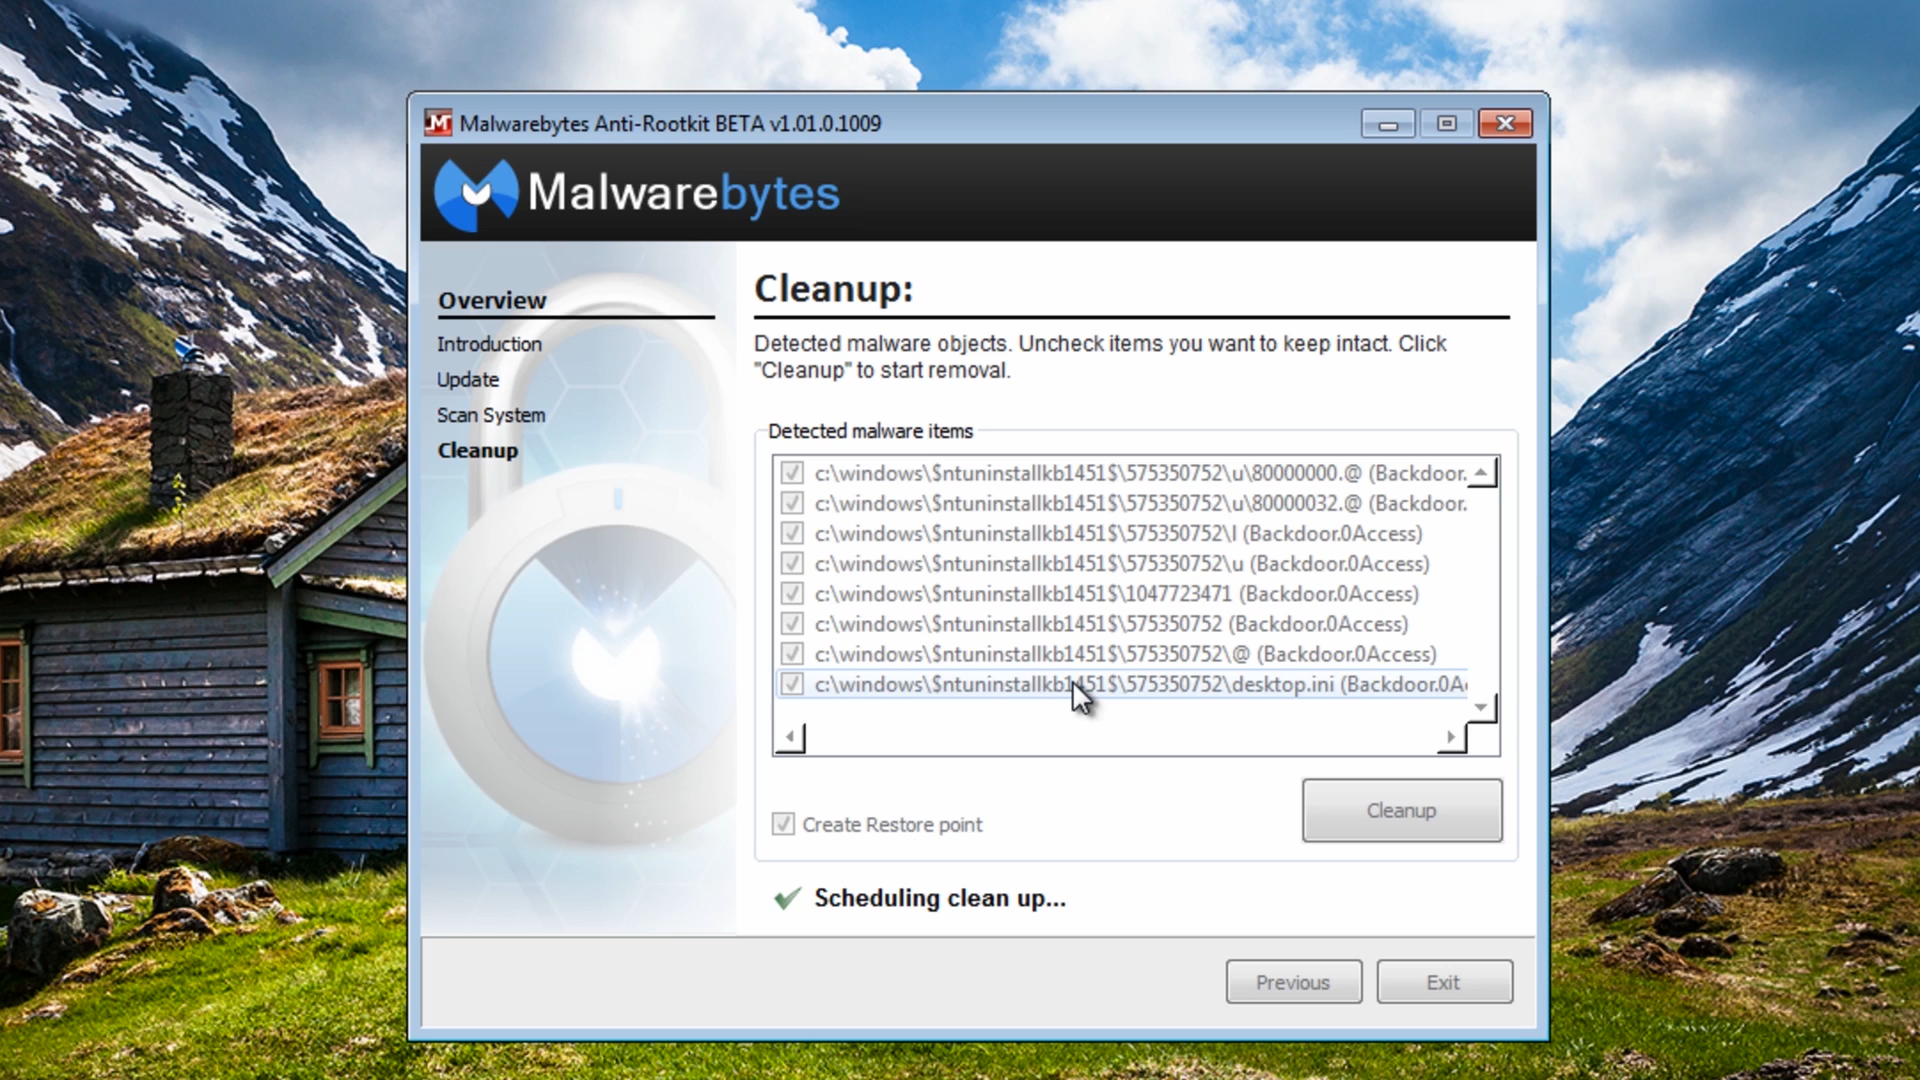 Malwarebytes Anti-Rootkit BETA v1.01.0.1009
Malwarebytes
Overview
Introduction
Update
Scan System
Cleanup
Cleanup:
Detected malware objects. Uncheck items you want to keep intact. Click
"Cleanup" to start removal.
Detected malware items
c:\windows\$ntuninstallkb1451$\575350752\u\80000000.@ (Backdoor.
c:\windows\$ntuninstallkb1451$\575350752\u\80000032.@ (Backdoor.
c:\windows\$ntuninstallkb1451$\575350752\l (Backdoor.0Access)
c:\windows\$ntuninstallkb1451$\575350752\u (Backdoor.0Access)
c:\windows\$ntuninstallkb1451$\1047723471 (Backdoor.0Access)
c:\windows\$ntuninstallkb1451$\575350752 (Backdoor.0Access)
c:\windows\$ntuninstallkb1451$\575350752\@ (Backdoor.0Access)
c:\windows\$ntuninstallkb1451$\575350752\desktop.ini (Backdoor.0Ac
Create Restore point
Cleanup
Scheduling clean up...
Previous
Exit